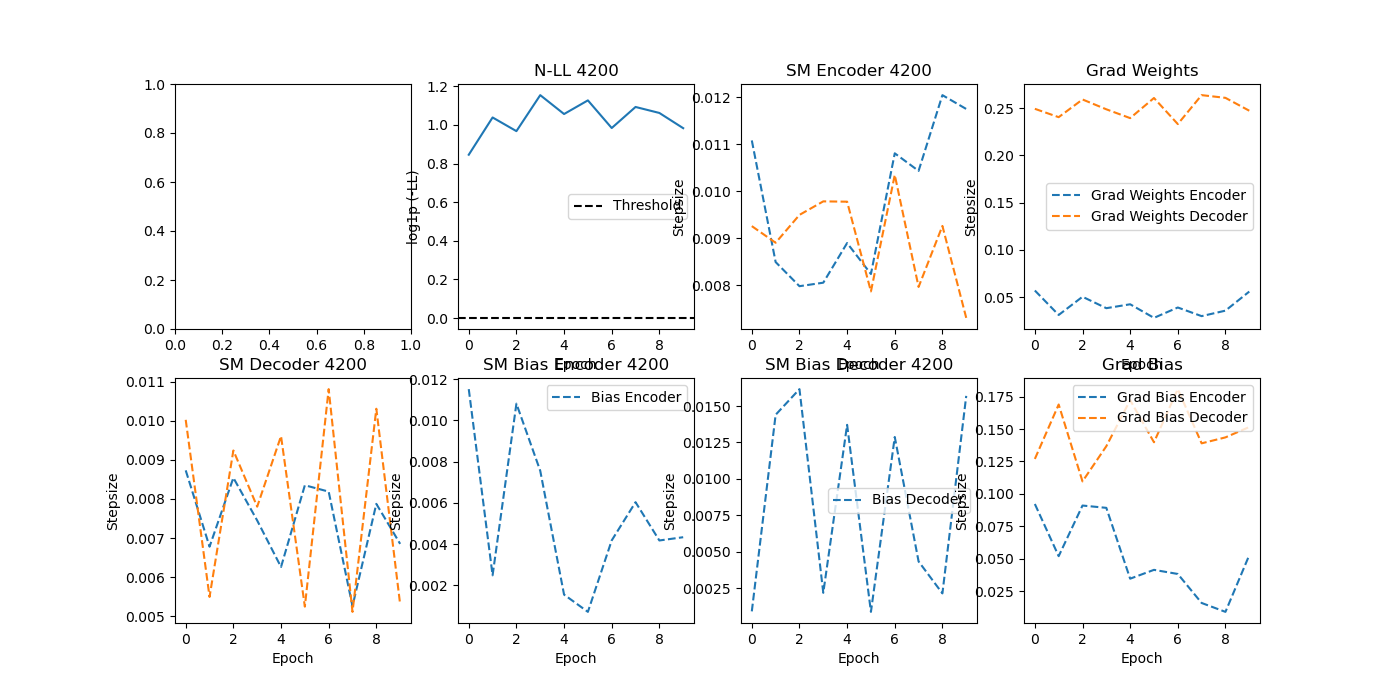 N-LL 4200
SM Encoder 4200
Grad Weights
1.0
0.8
0.6
0.4
0.2
0.0
0.0 0.2 0.4 0.6 0.8 1.0
log1p (-LL)
1.2
1.0
0.8
0.6
0.4
0.2
0.0
Threshold
0 2 4 6 8
Epoch
Stepsize
0.012
0.011
0.010
0.009
0.008
0 2 4 6 8
Epoch
Stepsize
0.25
0.20
0.15
0.10
0.05
Grad Weights Encoder
Grad Weights Decoder
0 2 4 6 8
Epoch
SM Decoder 4200
SM Bias Encoder 4200
SM Bias Decoder 4200
Grad Bias
Stepsize
0.011
0.010
0.009
0.008
0.007
0.006
0.005
0 2 4 6 8
Epoch
Stepsize
0.012
0.010
0.008
0.006
0.004
0.002
Bias Encoder
0 2 4 6 8
Epoch
Stepsize
0.0150
0.0125
0.0100
0.0075
0.0050
0.0025
Bias Decoder
0 2 4 6 8
Epoch
Stepsize
0.175
0.150
0.125
0.100
0.075
0.050
0.025
Grad Bias Encoder
Grad Bias Decoder
0 2 4 6 8
Epoch